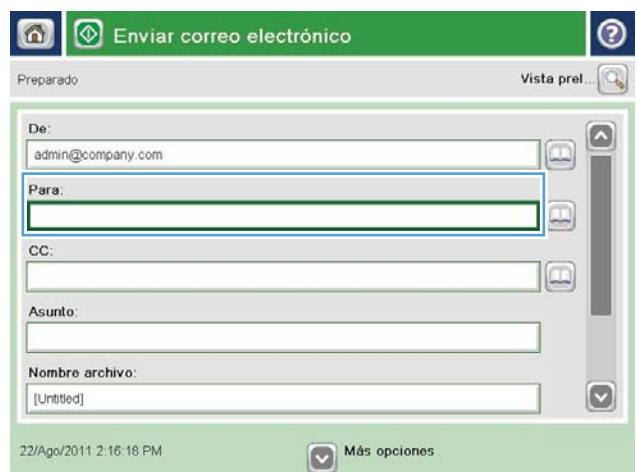 Enviar correo electrónico
?
Preparado
Vista prel...
De:
admin@company.com
Para:
CC:
Asunto:
Nombre archivo:
[Untitled]
22/Ago/2011 2:16:18 PM
Más opciones